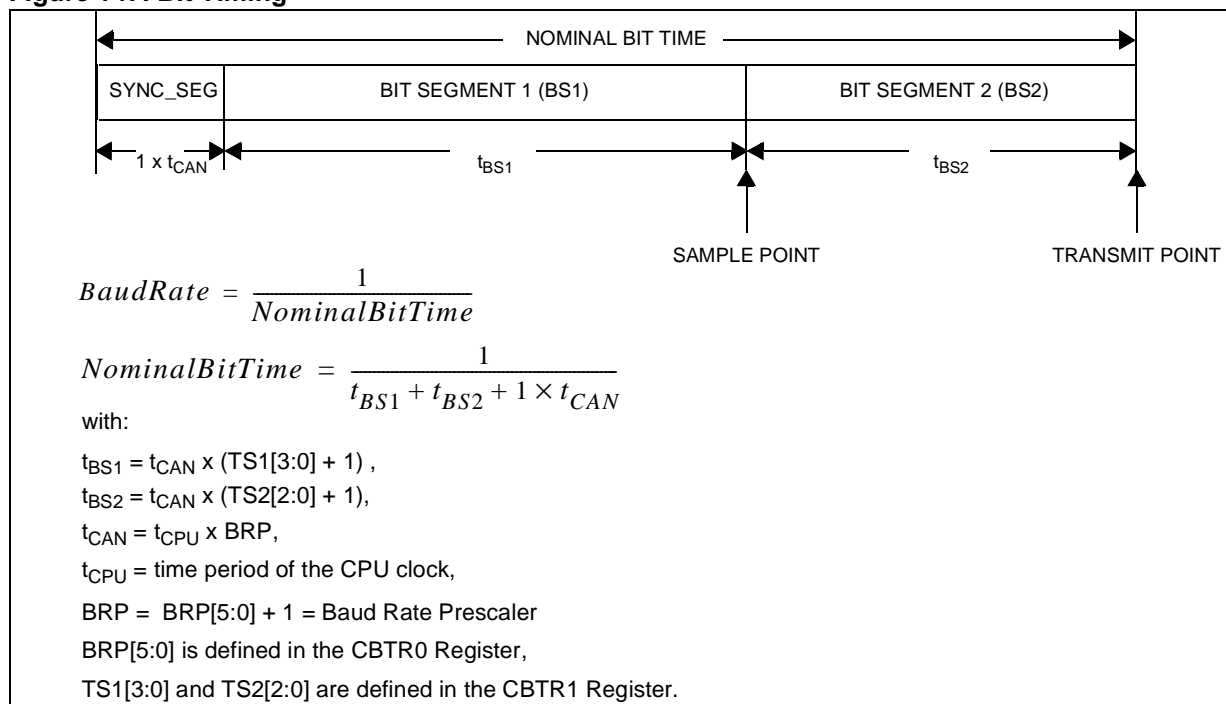 NOMINAL BIT TIME
SYNC_SEG BIT SEGMENT 1 (BS1) BIT SEGMENT 2 (BS2)
1 x tCAN tBS1 tBS2
SAMPLE POINT TRANSMIT POINT
BaudRate = 1 / NominalBitTime
NominalBitTime = 1 / tBS1 + tBS2 + 1 × tCAN
with:
tBS1 = tCAN x (TS1[3:0] + 1) ,
tBS2 = tCAN x (TS2[2:0] + 1),
tCAN = tCPU x BRP,
tCPU = time period of the CPU clock,
BRP = BRP[5:0] + 1 = Baud Rate Prescaler
BRP[5:0] is defined in the CBTR0 Register,
TS1[3:0] and TS2[2:0] are defined in the CBTR1 Register.